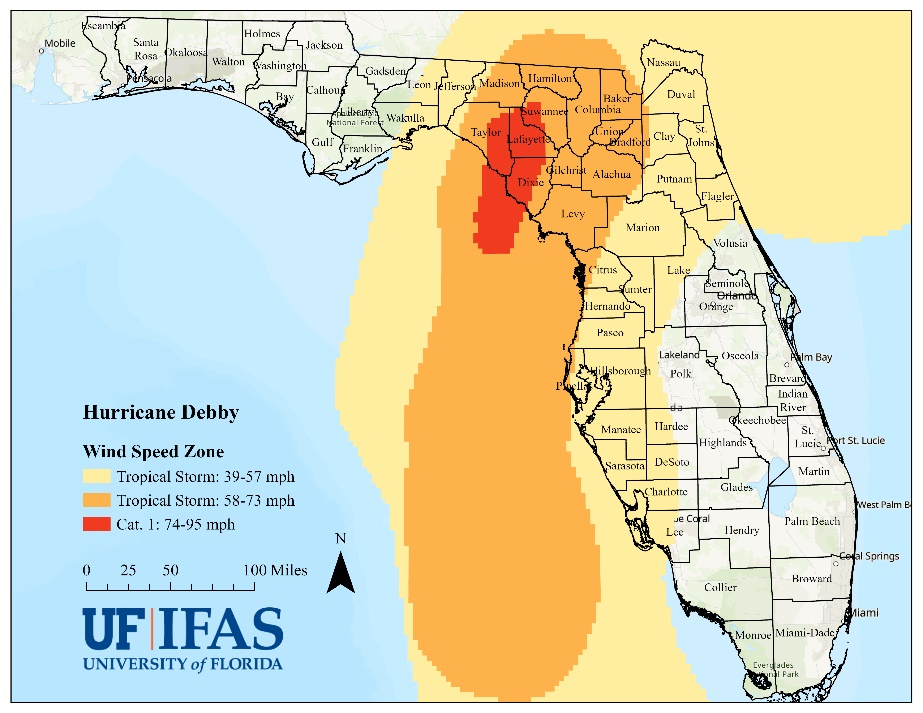 Escambia
Santa
Rosa
Okaloosa
Walton
Holmes
Washington
Jackson
Bay
Calhoun
Gulf
Liberty
National Forest
Franklin
Gadsden
Leon
Wakulla
Jefferson
Madison
Taylor
Hamilton
Suwannee
Lafayette
Dixie
Columbia
Baker
Union
Bradford
Gilchrist
Alachua
Levy
Nassau
Duval
Clay
St.
Johns
Putnam
Flagler
Marion
Volusia
Citrus
Sumter
Lake
Seminole
Orlando
Orange
Hernando
Pasco
Hillsborough
Lakeland
Polk
Osceola
Palm Bay
Brevard
Indian
River
Manatee
Hardee
Highlands
Okeechobee
St.
Lucie
Port St. Lucie
Sarasota
DeSoto
Martin
Charlotte
Glades
Lee
Hendry
Palm Beach
West Palm B
Coral Springs
Collier
Broward
Miami
Monroe
Miami-Dade
Everglades
Mobile
Pensacola
Hurricane Debby
Wind Speed Zone
Tropical Storm: 39-57 mph
Tropical Storm: 58-73 mph
Cat. 1: 74-95 mph
N
0 25 50 100 Miles
UF|IFAS
UNIVERSITY of FLORIDA